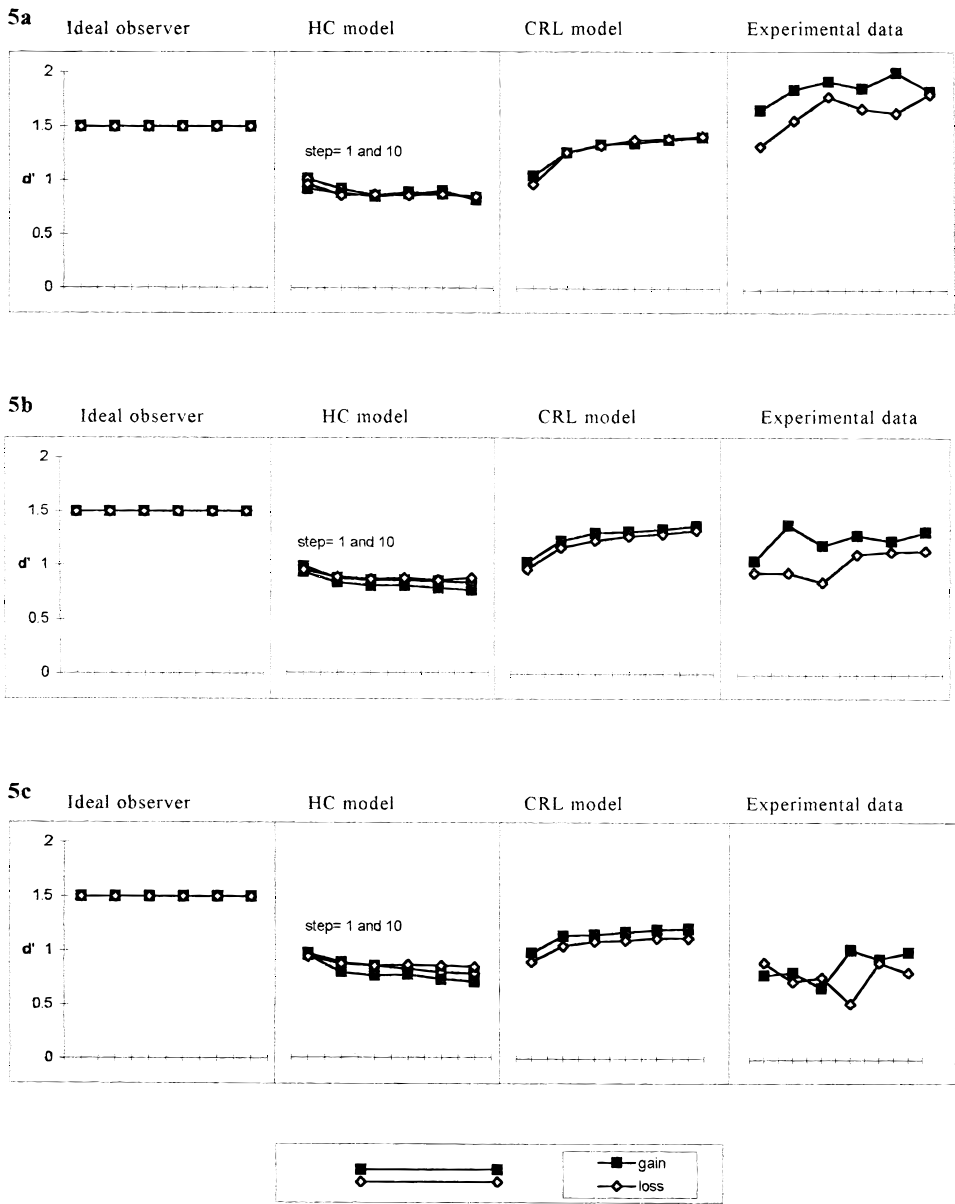 5a
Ideal observer HC model CRL model Experimental data
2
1.5
step= 1 and 10
d' 1
0.5
0
5b
Ideal observer HC model CRL model Experimental data
2
1.5
step= 1 and 10
d' 1
0.5
0
5c
Ideal observer HC model CRL model Experimental data
2
1.5
step= 1 and 10
d' 1
0.5
0
gain
loss